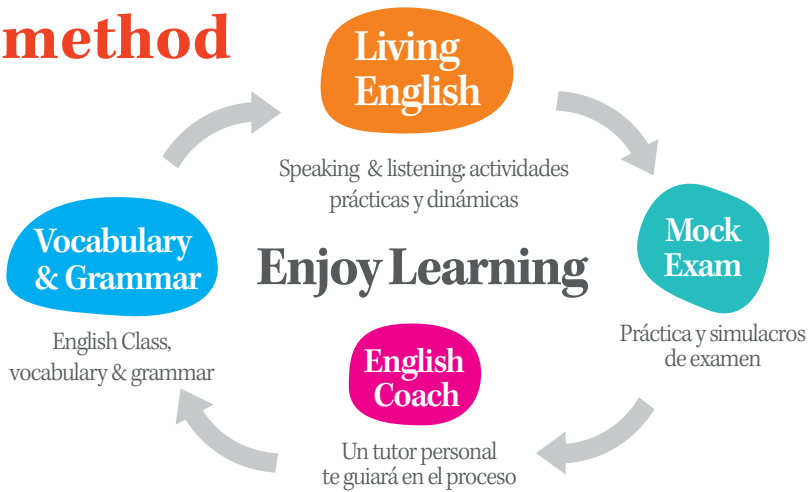 method
Living
English
Speaking & listening: actividades
prácticas y dinámicas
Mock
Exam
Práctica y simulacros
de examen
English
Coach
Un tutor personal
te guiará en el proceso
Vocabulary
& Grammar
English Class,
vocabulary & grammar
Enjoy Learning